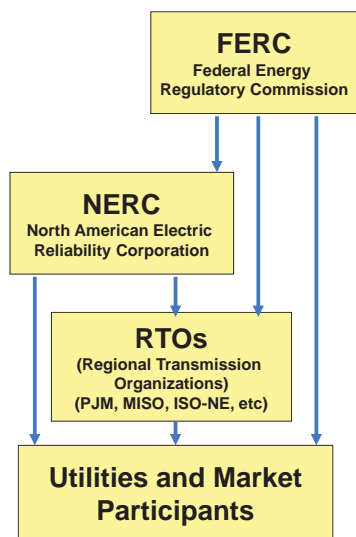 FERC
Federal Energy
Regulatory Commission
NERC
North American Electric
Reliability Corporation
RTOs
(Regional Transmission
Organizations)
(PJM, MISO, ISO-NE, etc)
Utilities and Market
Participants